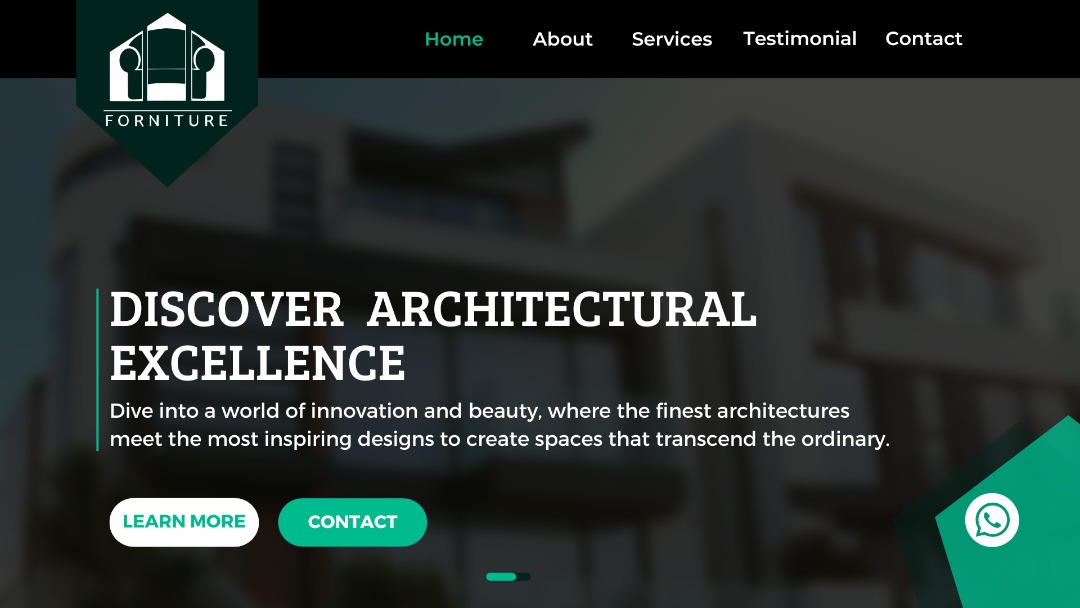 FORNITURE
Home About Services Testimonial Contact
DISCOVER ARCHITECTURAL
EXCELLENCE
Dive into a world of innovation and beauty, where the finest architectures
meet the most inspiring designs to create spaces that transcend the ordinary.
LEARN MORE CONTACT